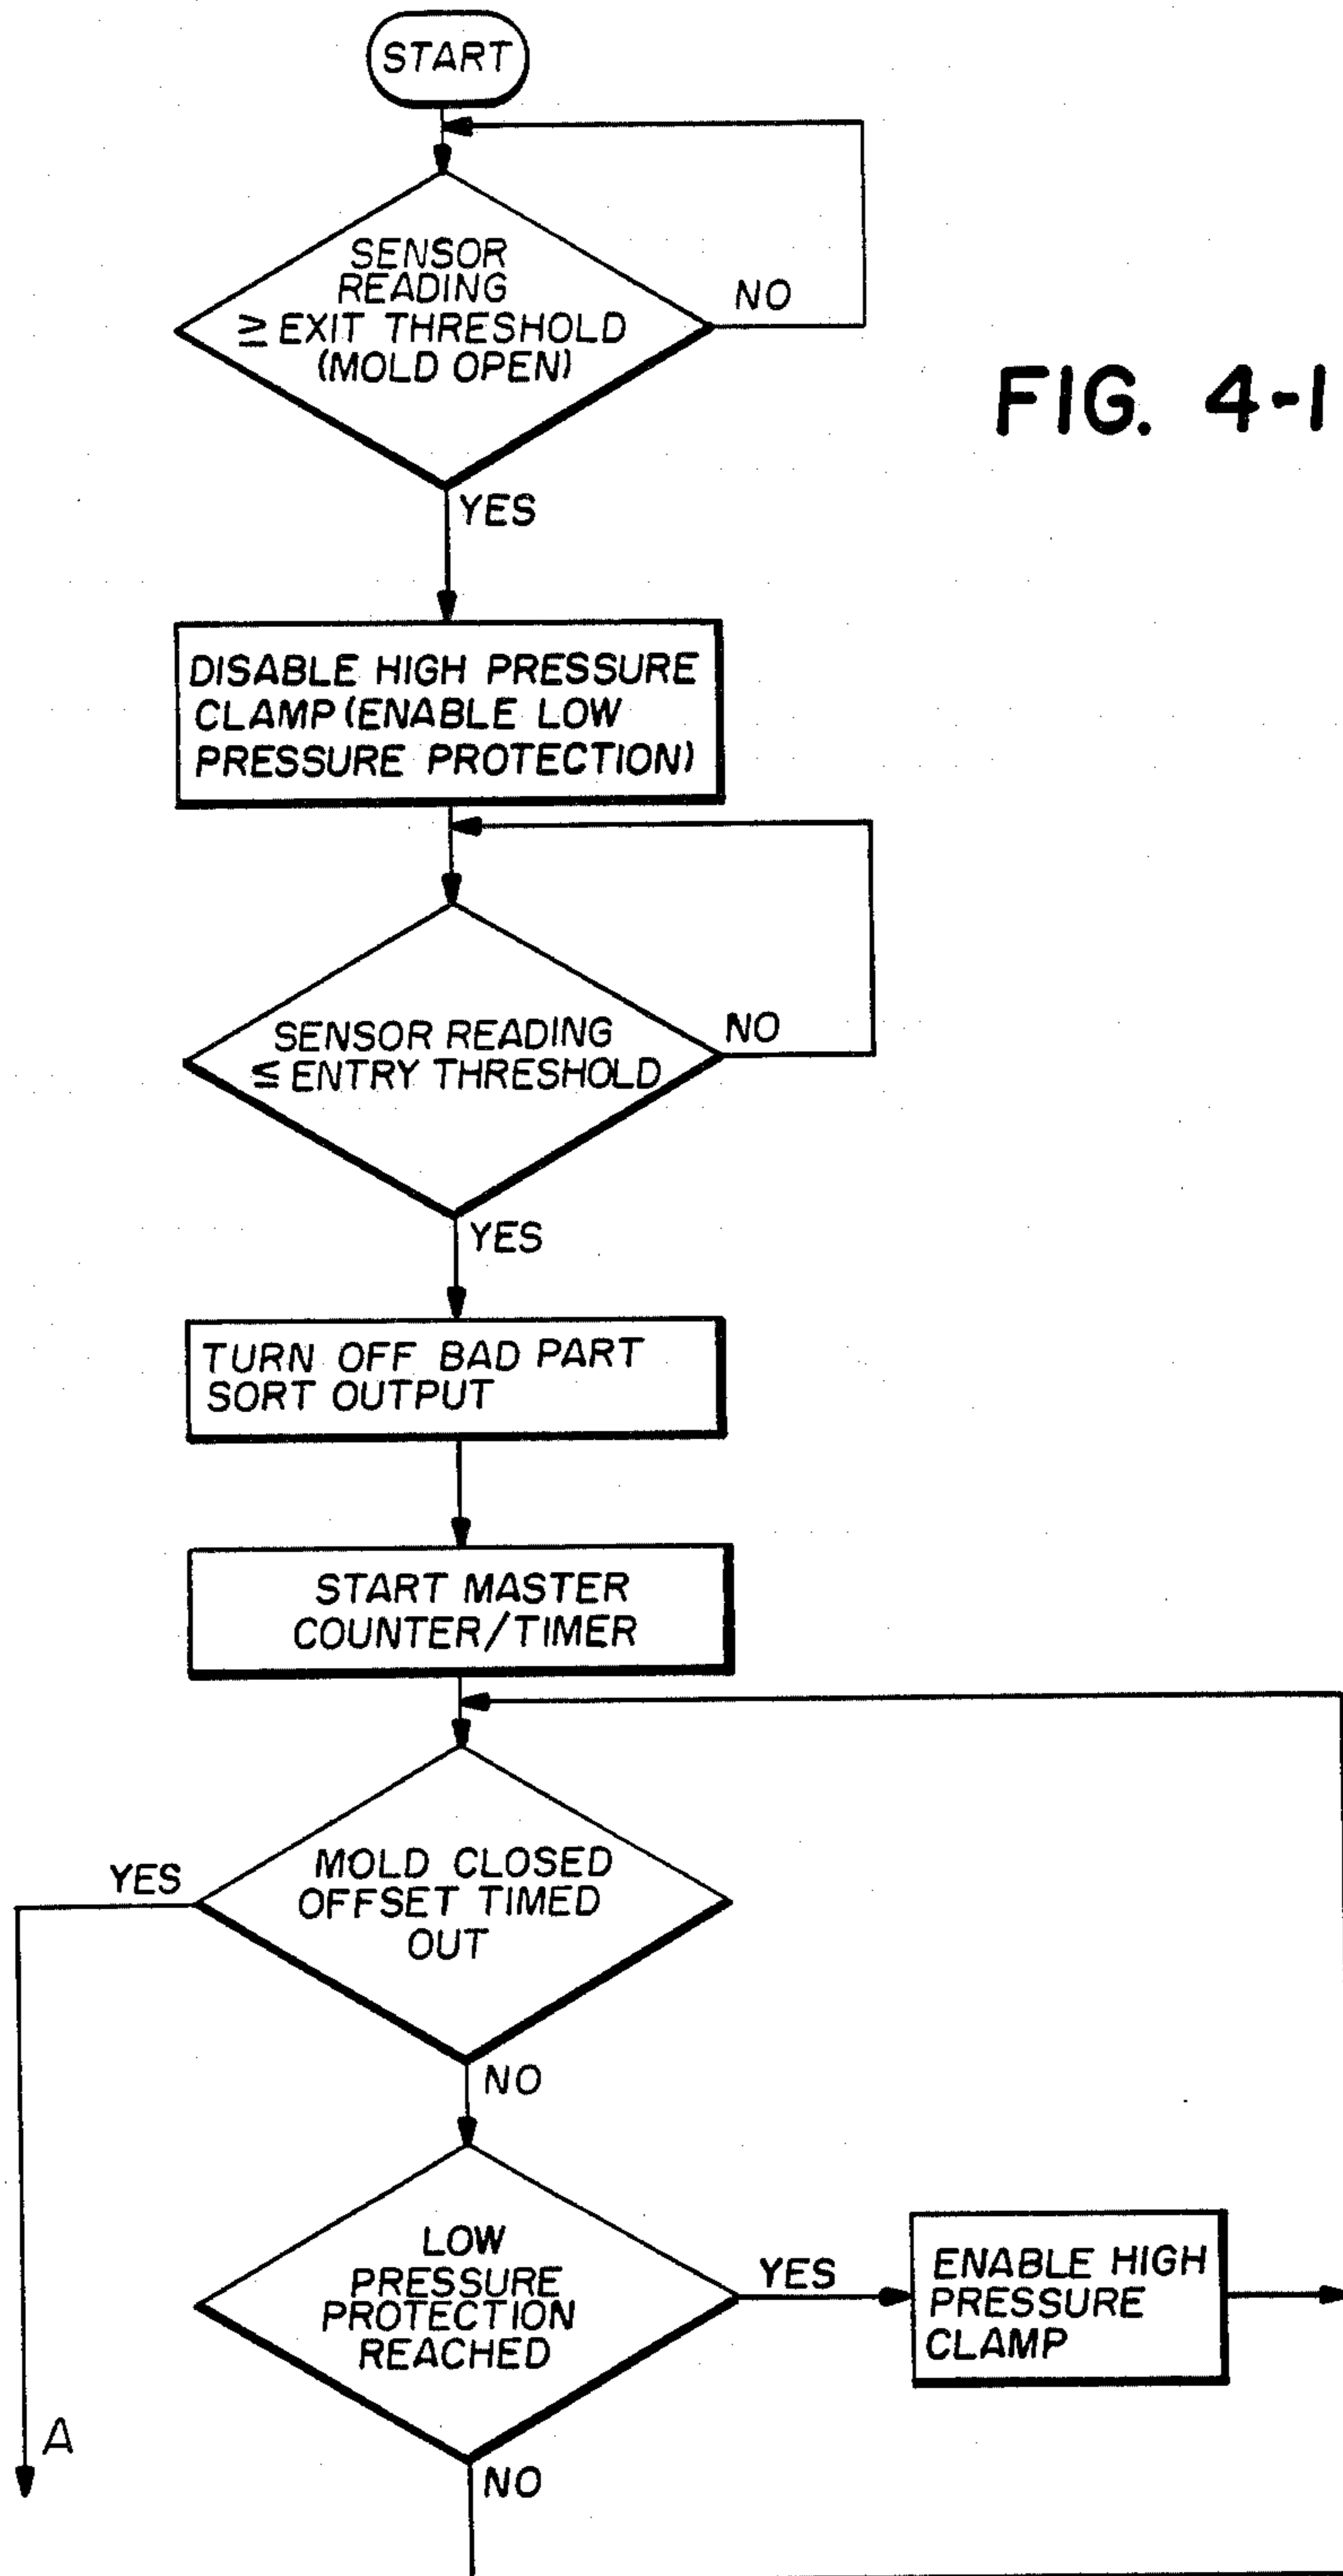 START
SENSOR
READING
≥ EXIT THRESHOLD
(MOLD OPEN)
NO
FIG. 4-1
YES
DISABLE HIGH PRESSURE
CLAMP (ENABLE LOW
PRESSURE PROTECTION)
SENSOR READING
≤ ENTRY THRESHOLD
NO
YES
TURN OFF BAD PART
SORT OUTPUT
START MASTER
COUNTER/TIMER
YES
MOLD CLOSED
OFFSET TIMED
OUT
NO
LOW
PRESSURE
PROTECTION
REACHED
YES
ENABLE HIGH
PRESSURE
CLAMP
A
NO